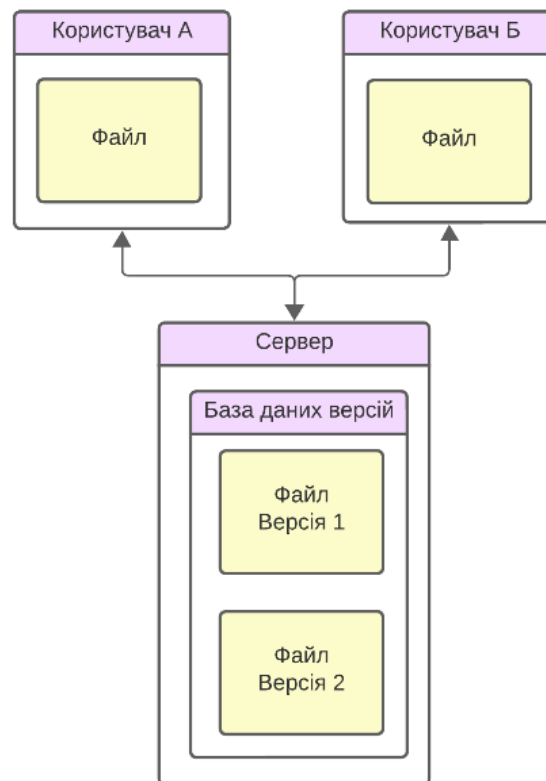 Користувач А
Користувач Б
Файл
Файл
Сервер
База даних версій
Файл
Версія 1
Файл
Версія 2